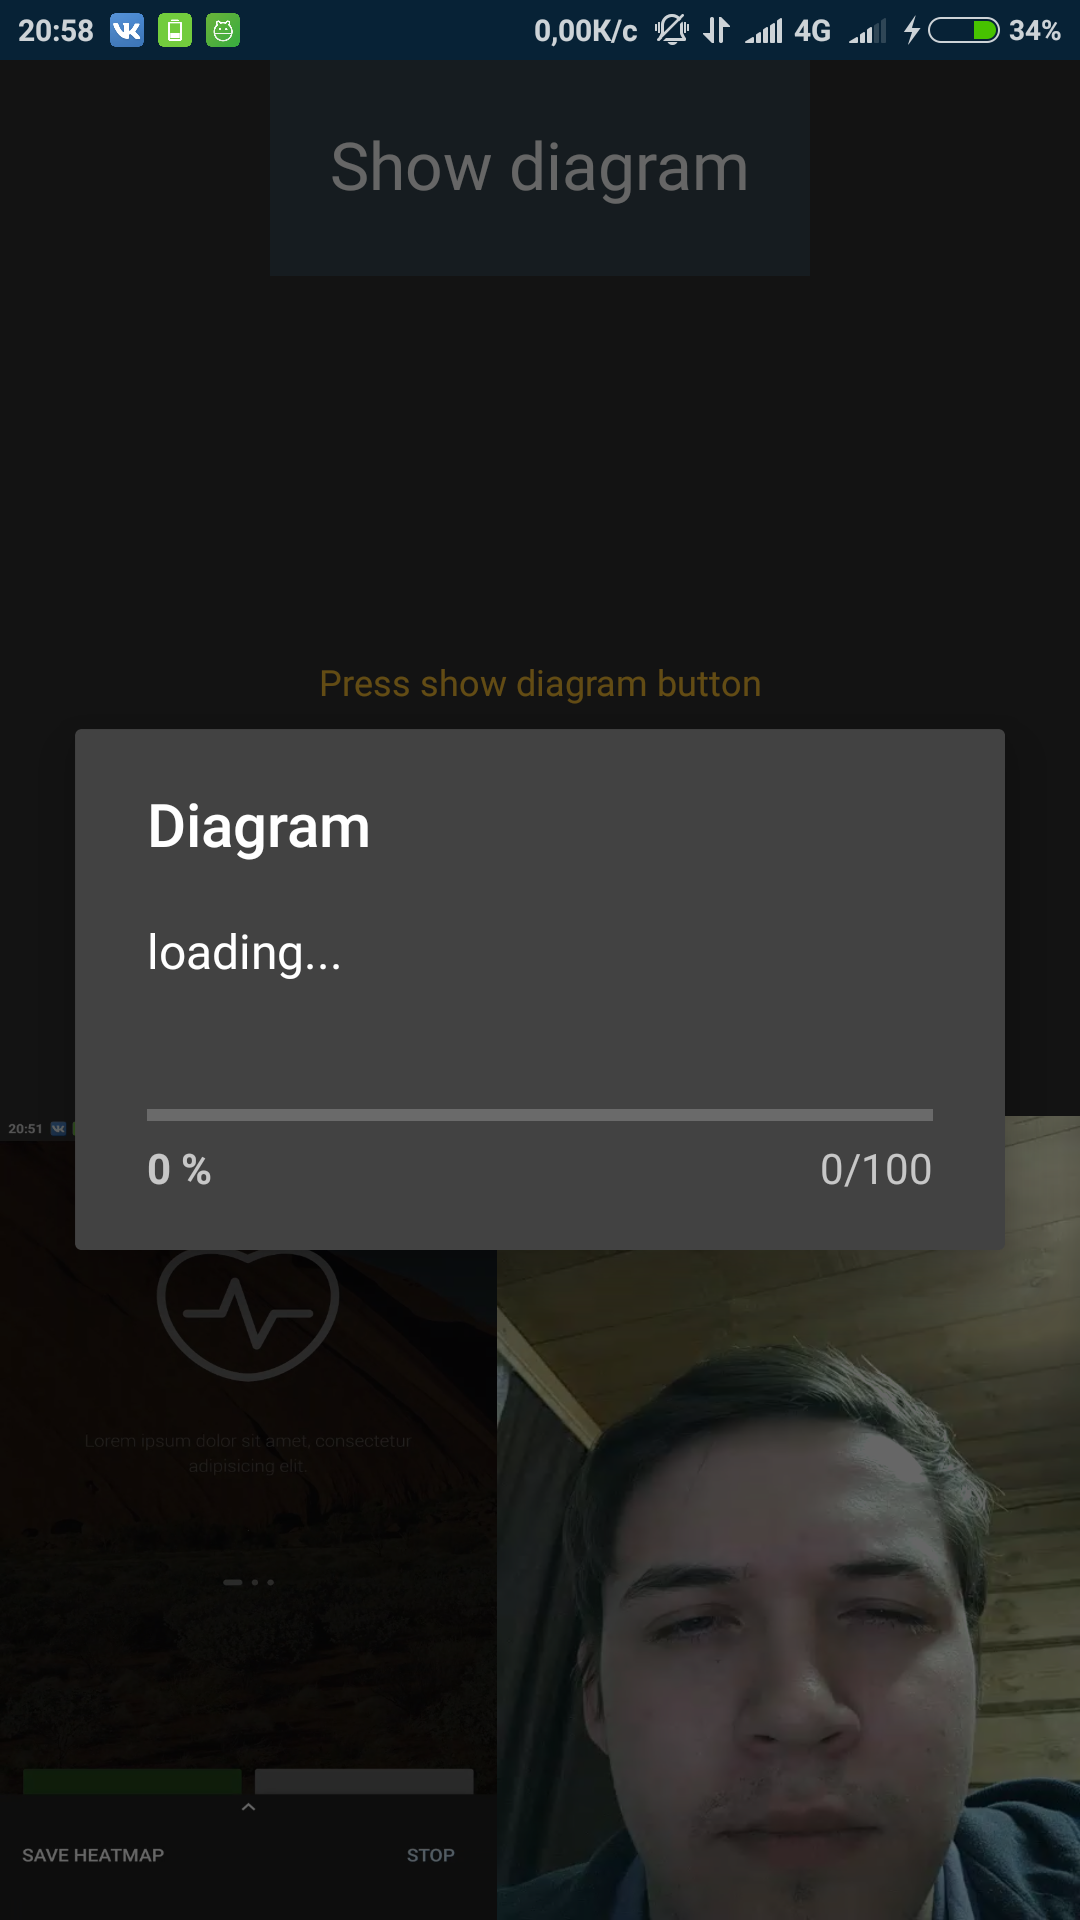 20:58 0,00K/c 4G 34%
Show diagram
Press show diagram button
Diagram
loading...
0 % 0/100
20:51
Lorem ipsum dolor sit amet, consectetur
adipisicing elit.
SAVE HEATMAP STOP